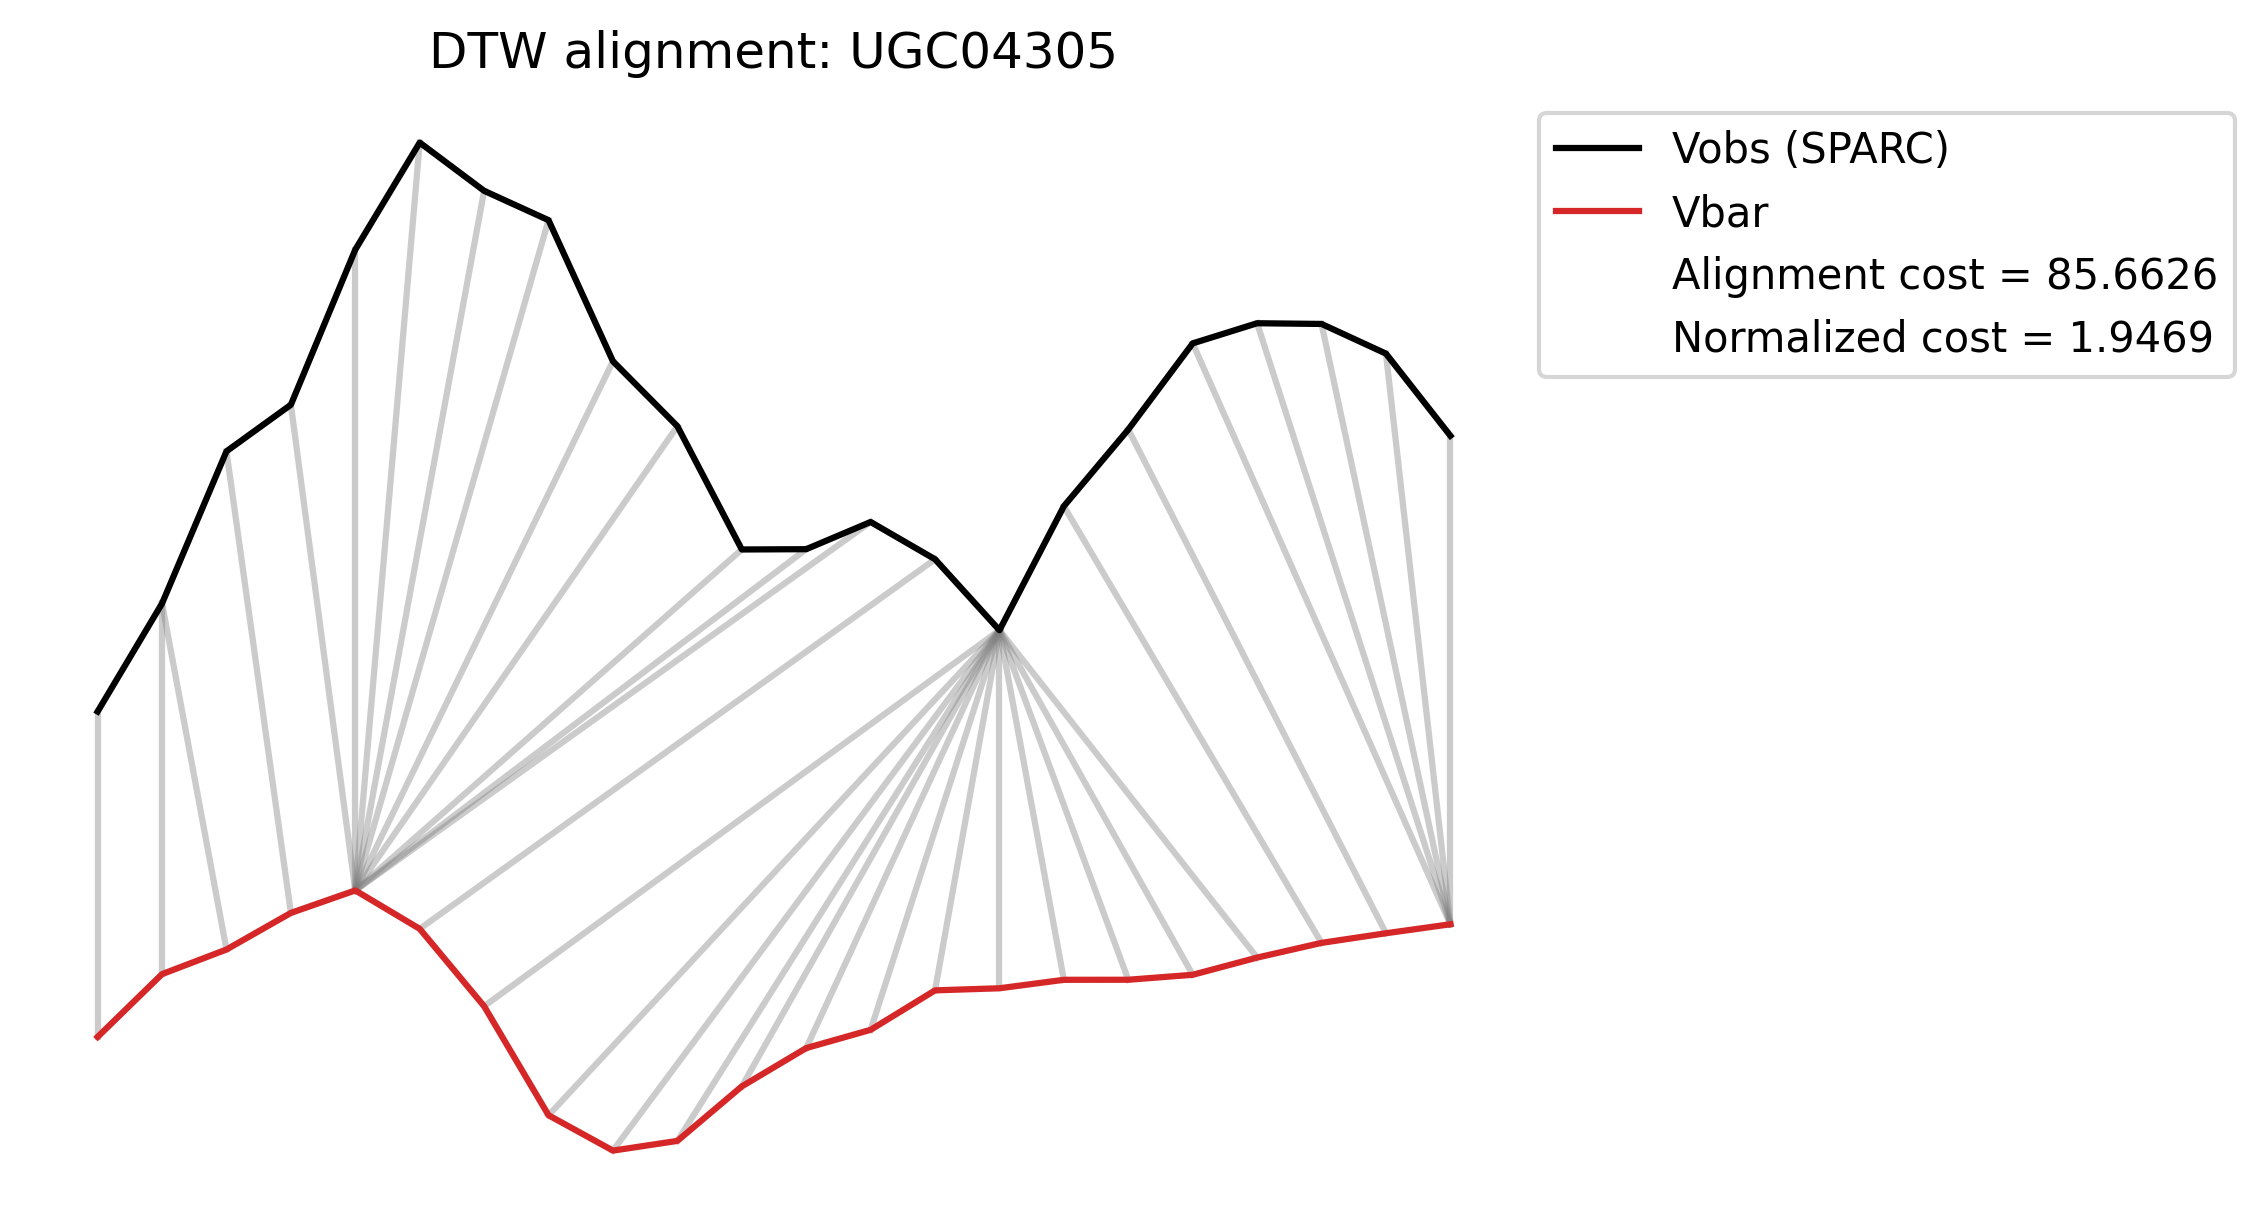 DTW alignment: UGC04305
Vobs (SPARC)
Vbar
Alignment cost = 85.6626
Normalized cost = 1.9469